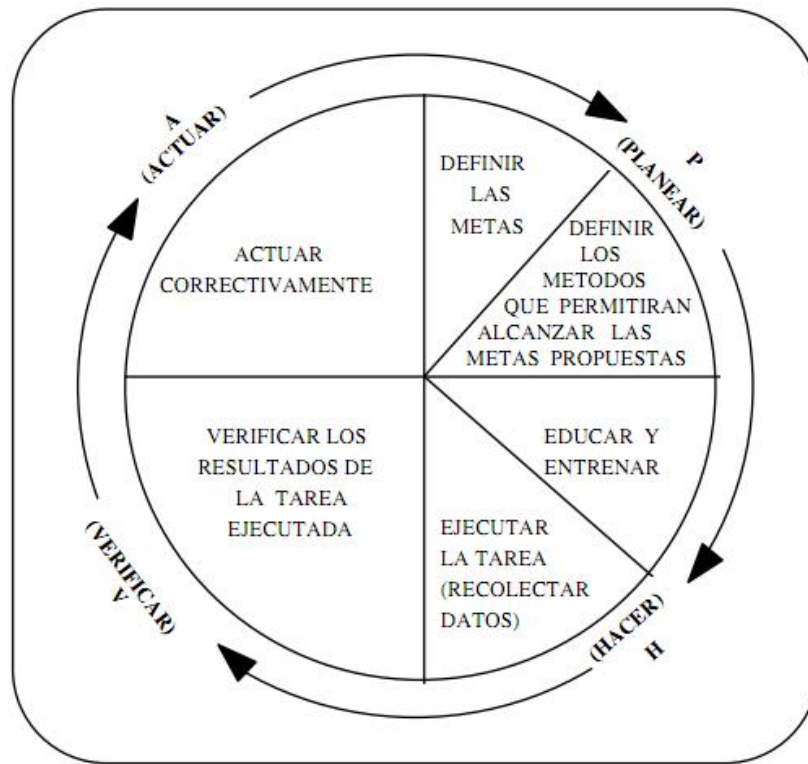 A
(ACTUAR)
P
(PLANEAR)
DEFINIR
LAS
METAS
DEFINIR
LOS
METODOS
QUE PERMITIRAN
ALCANZAR LAS
METAS PROPUESTAS
EDUCAR Y
ENTRENAR
EJECUTAR
LA TAREA
(RECOLECTAR
DATOS)
(HACER)
H
VERIFICAR LOS
RESULTADOS DE
LA TAREA
EJECUTADA
(VERIFICAR)
V
ACTUAR
CORRECTIVAMENTE